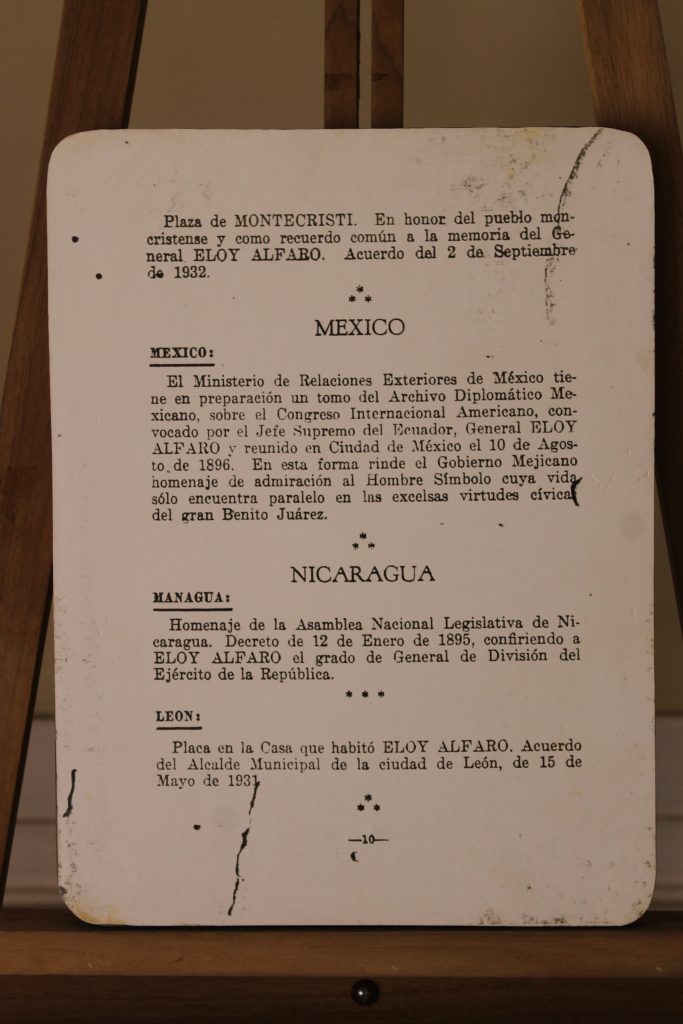 Plaza de MONTECRISTI. En honor del pueblo mon-
cristense y como recuerdo común a la memoria del Ge-
neral ELOY ALFARO. Acuerdo del 2 de Septiembre
de 1932.
* * *
MEXICO
MEXICO:
El Ministerio de Relaciones Exteriores de México tie-
ne en preparación un tomo del Archivo Diplomático Me-
xicano, sobre el Congreso Internacional Americano, con-
vocado por el Jefe Supremo del Ecuador, General ELOY
ALFARO y reunido en Ciudad de México el 10 de Agos-
to de 1896. En esta forma rinde el Gobierno Mejicano
homenaje de admiración al Hombre Símbolo cuya vida
sólo encuentra paralelo en las excelsas virtudes cívicas
del gran Benito Juárez.
* * *
NICARAGUA
MANAGUA:
Homenaje de la Asamblea Nacional Legislativa de Ni-
caragua. Decreto de 12 de Enero de 1895, confiriendo a
ELOY ALFARO el grado de General de División del
Ejército de la República.
* * *
LEON:
Placa en la Casa que habitó ELOY ALFARO. Acuerdo
del Alcalde Municipal de la ciudad de León, de 15 de
Mayo de 1931
* * *
—10—